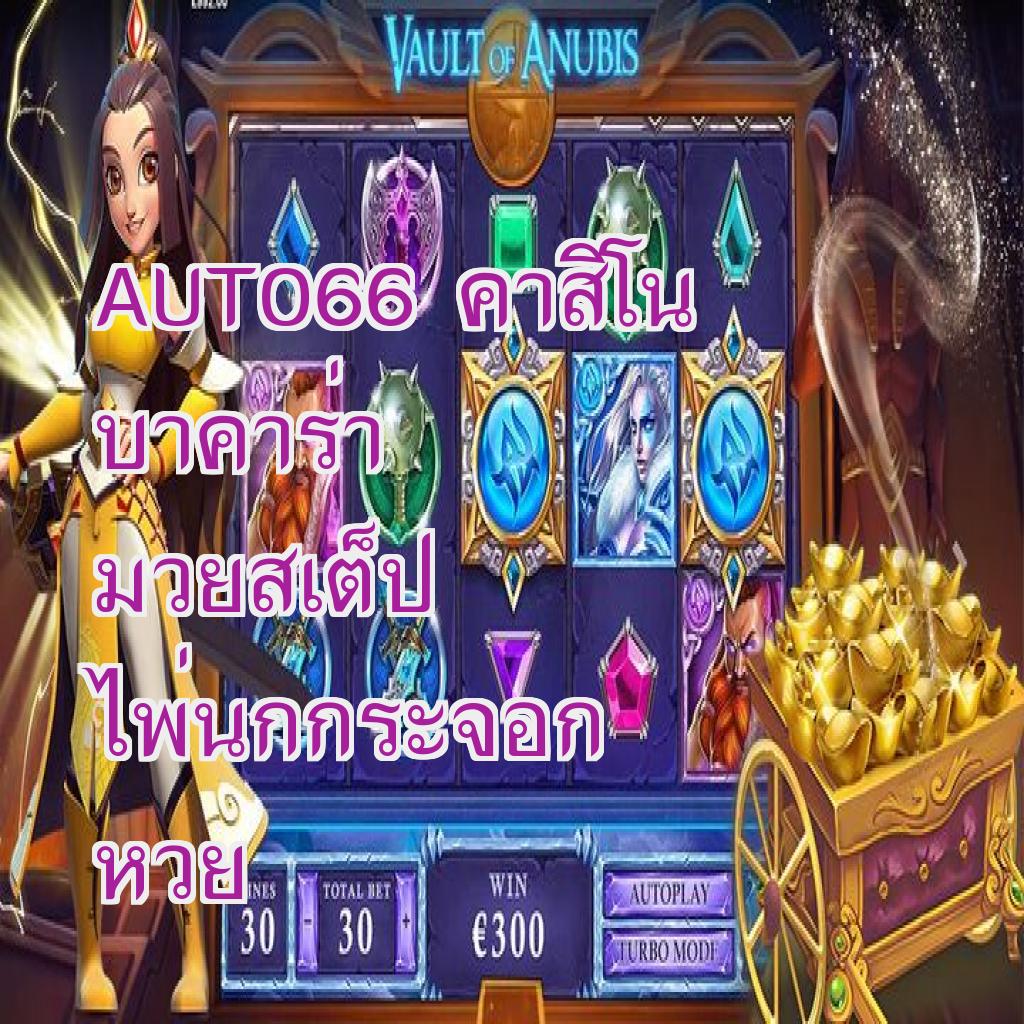 VAULT OF ANUBIS
AUTO66 คาสิโน
บาคาร่า
มวยสเต็ป
ไพ่นกกระจอก
หวย
TOTAL BET
WIN
30
- 30 +
€300
AUTOPLAY
TURBO MODE